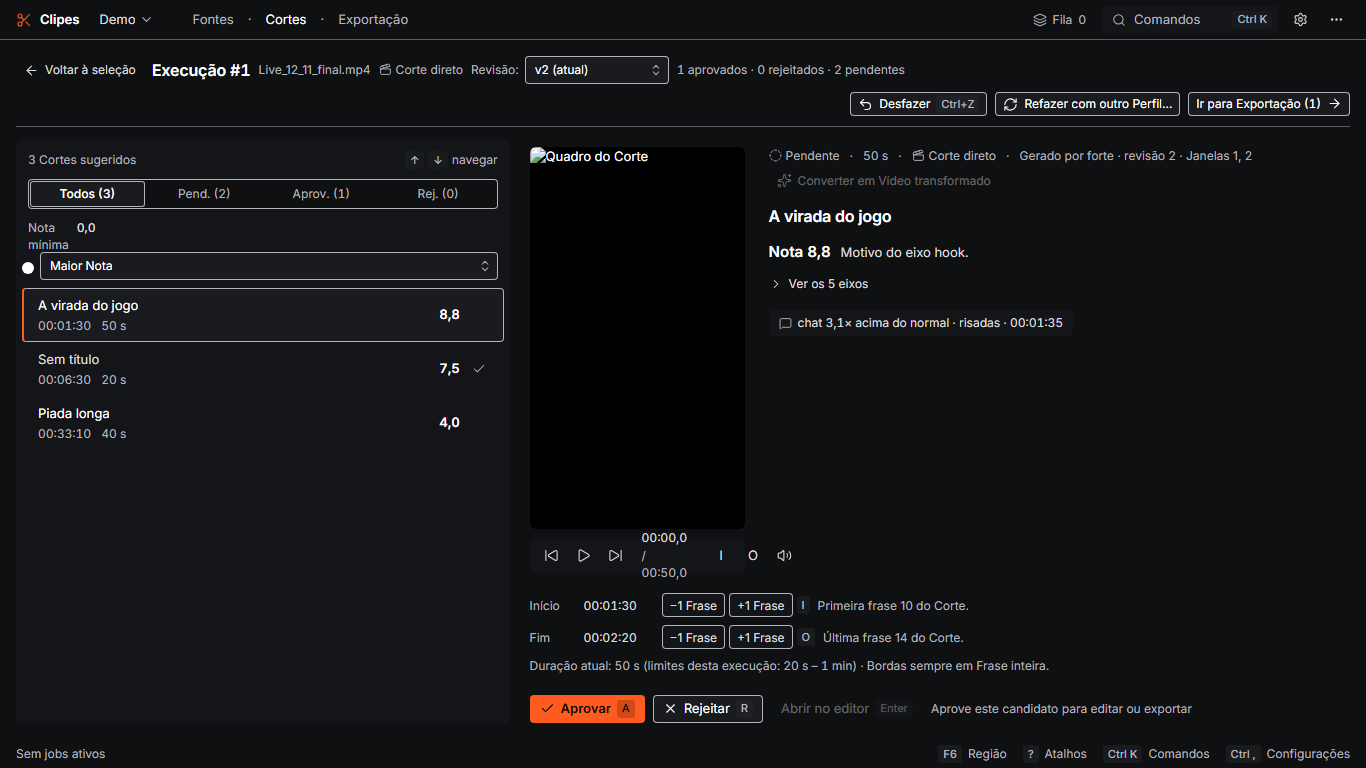 Clipes Demo Fontes · Cortes · Exportação Fila 0 Comandos Ctrl K ···
Voltar à seleção Execução #1 Live_12_11_final.mp4 Corte direto Revisão: v2 (atual) 1 aprovados · 0 rejeitados · 2 pendentes
Desfazer Ctrl+Z Refazer com outro Perfil... Ir para Exportação (1)
3 Cortes sugeridos ↑ ↓ navegar
Todos (3) Pend. (2) Aprov. (1) Rej. (0)
Nota mínima 0,0
Maior Nota
A virada do jogo
00:01:30 50 s
8,8
Sem título
00:06:30 20 s
7,5
Piada longa
00:33:10 40 s
4,0
Quadro do Corte
00:00,0
/
00:50,0
I O
Pendente · 50 s · Corte direto · Gerado por forte · revisão 2 · Janelas 1, 2
Converter em Vídeo transformado
A virada do jogo
Nota 8,8 Motivo do eixo hook.
Ver os 5 eixos
chat 3,1× acima do normal · risadas · 00:01:35
Início 00:01:30 −1 Frase +1 Frase I Primeira frase 10 do Corte.
Fim 00:02:20 −1 Frase +1 Frase O Última frase 14 do Corte.
Duração atual: 50 s (limites desta execução: 20 s – 1 min) · Bordas sempre em Frase inteira.
Aprovar A Rejeitar R Abrir no editor Enter Aprove este candidato para editar ou exportar
Sem jobs ativos F6 Região ? Atalhos Ctrl K Comandos Ctrl , Configurações